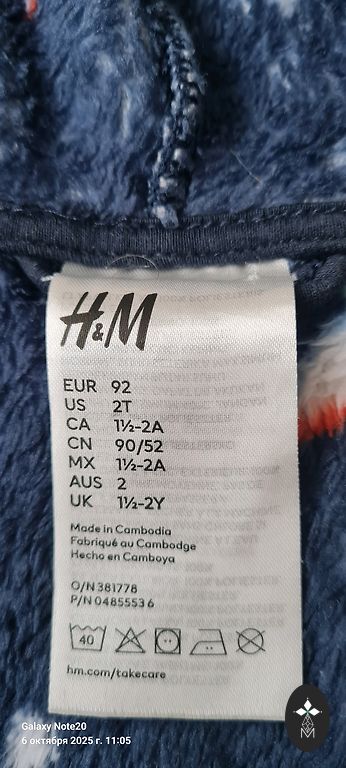 H&M
EUR 92
US 2T
CA 1½-2A
CN 90/52
MX 1½-2A
AUS 2
UK 1½-2Y
Made in Cambodia
Fabriqué au Cambodge
Hecho en Camboya
O/N 381778
P/N 0485553 6
40
hm.com/takecare
Galaxy Note20
6 октября 2025 г. 11:05